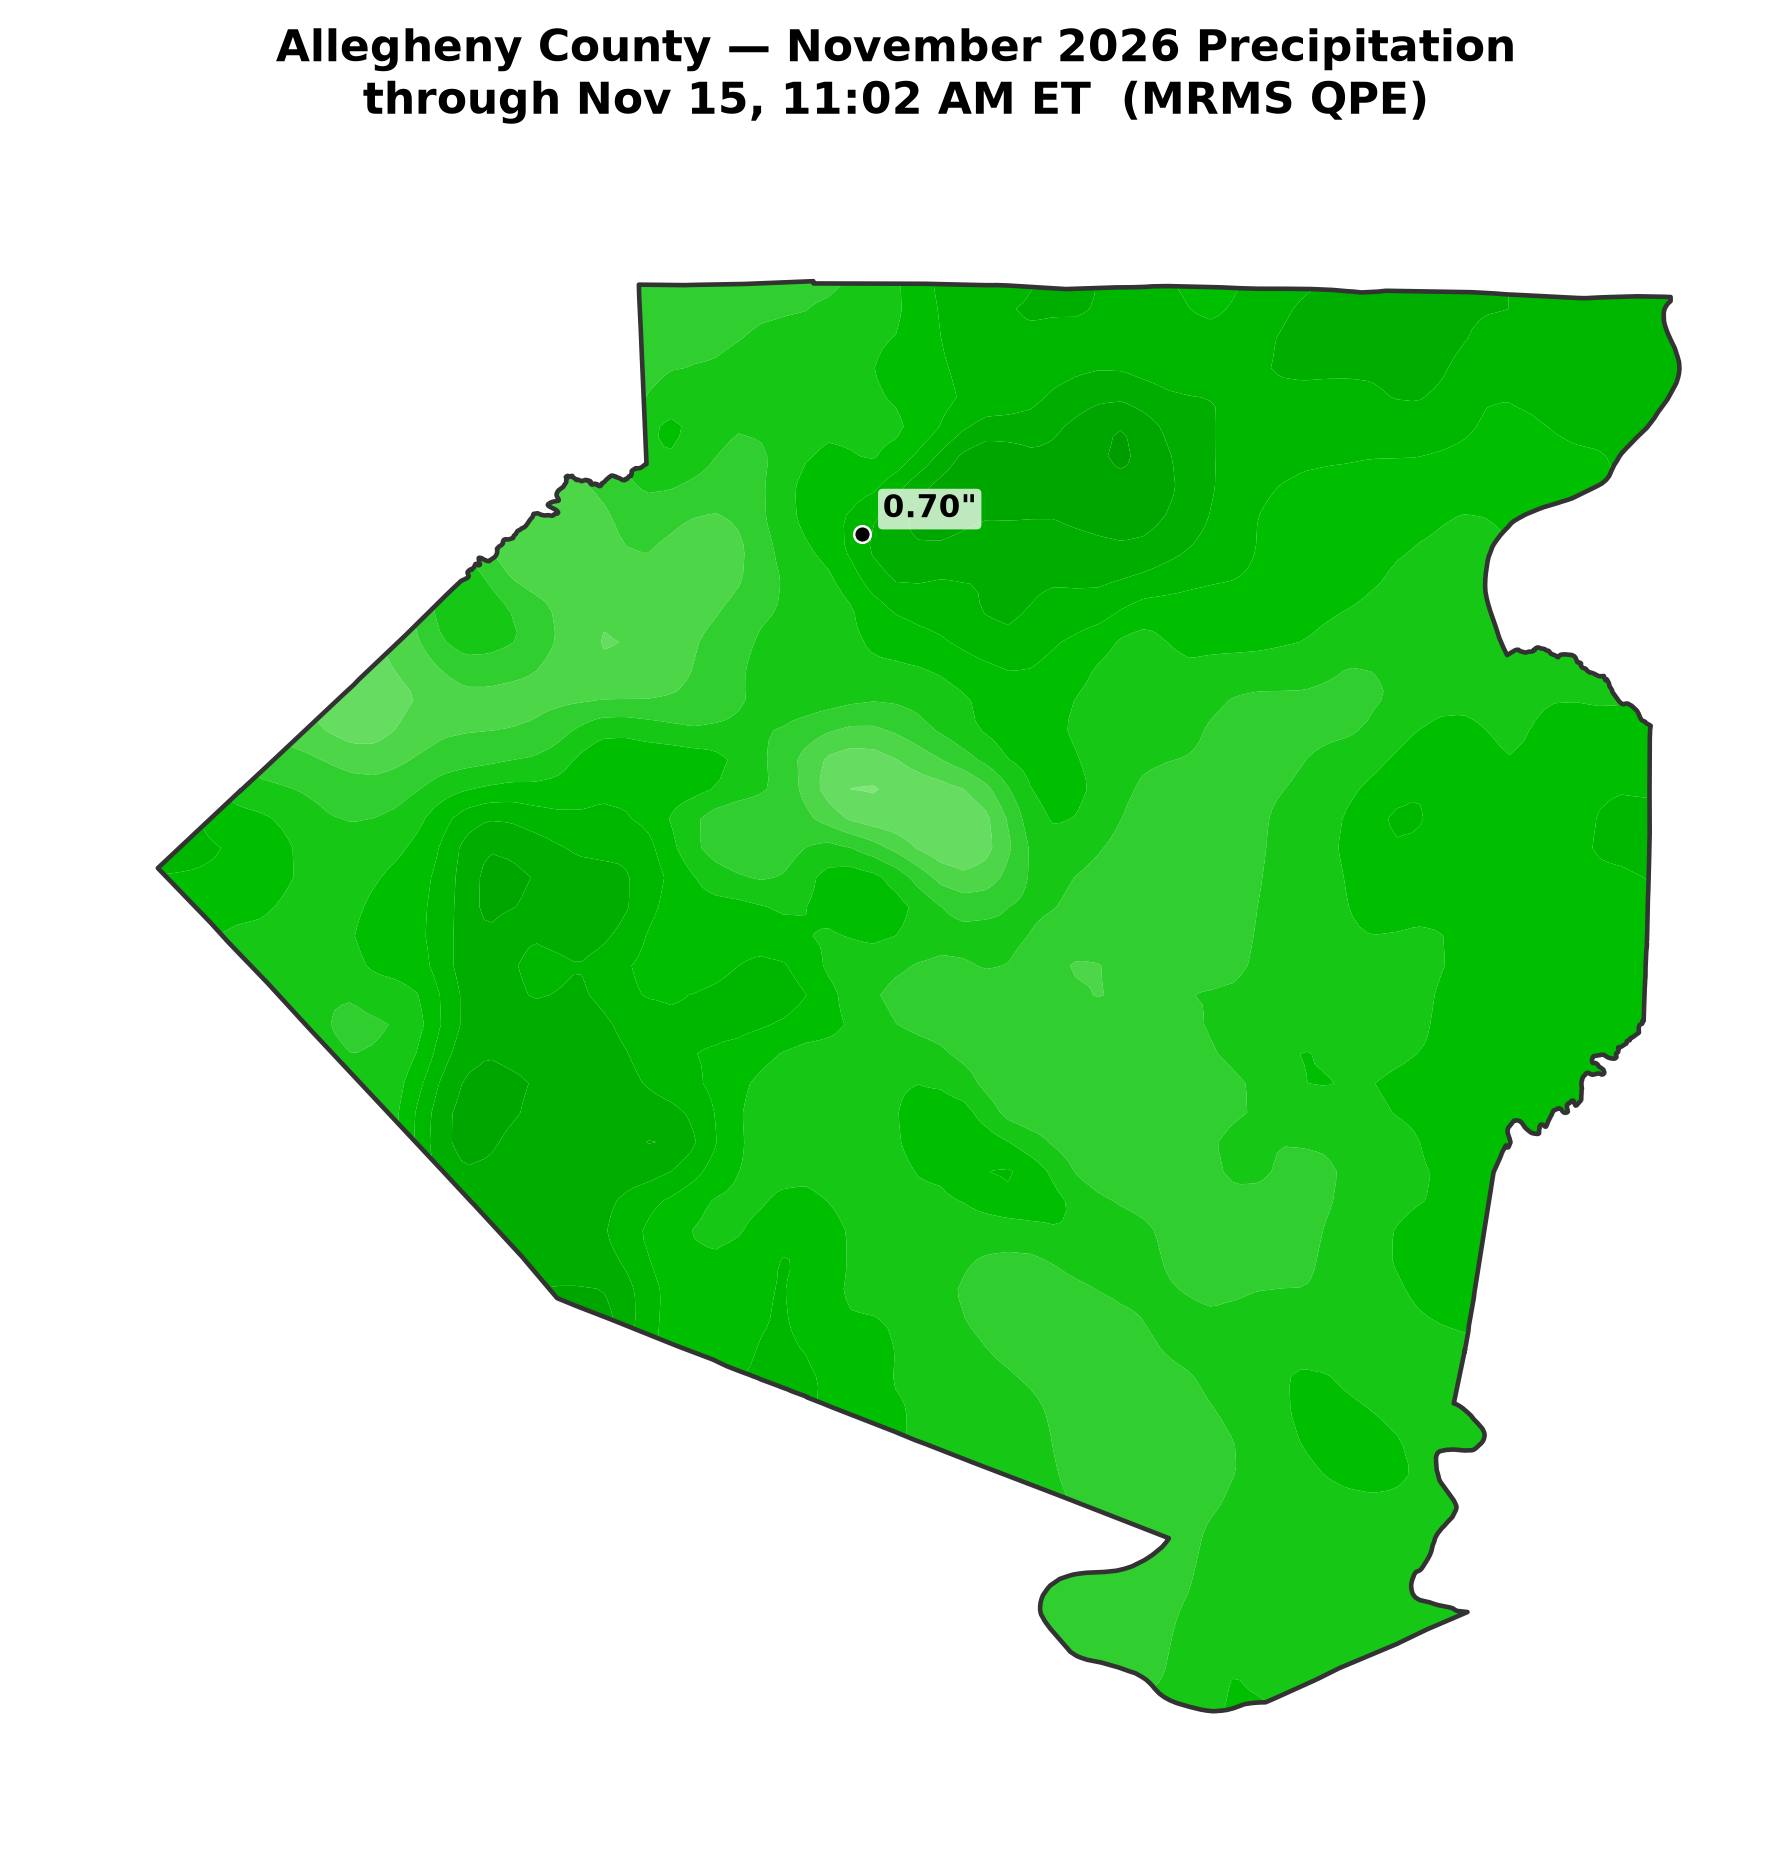 Allegheny County — November 2026 Precipitation
through Nov 15, 11:02 AM ET (MRMS QPE)
0.70"